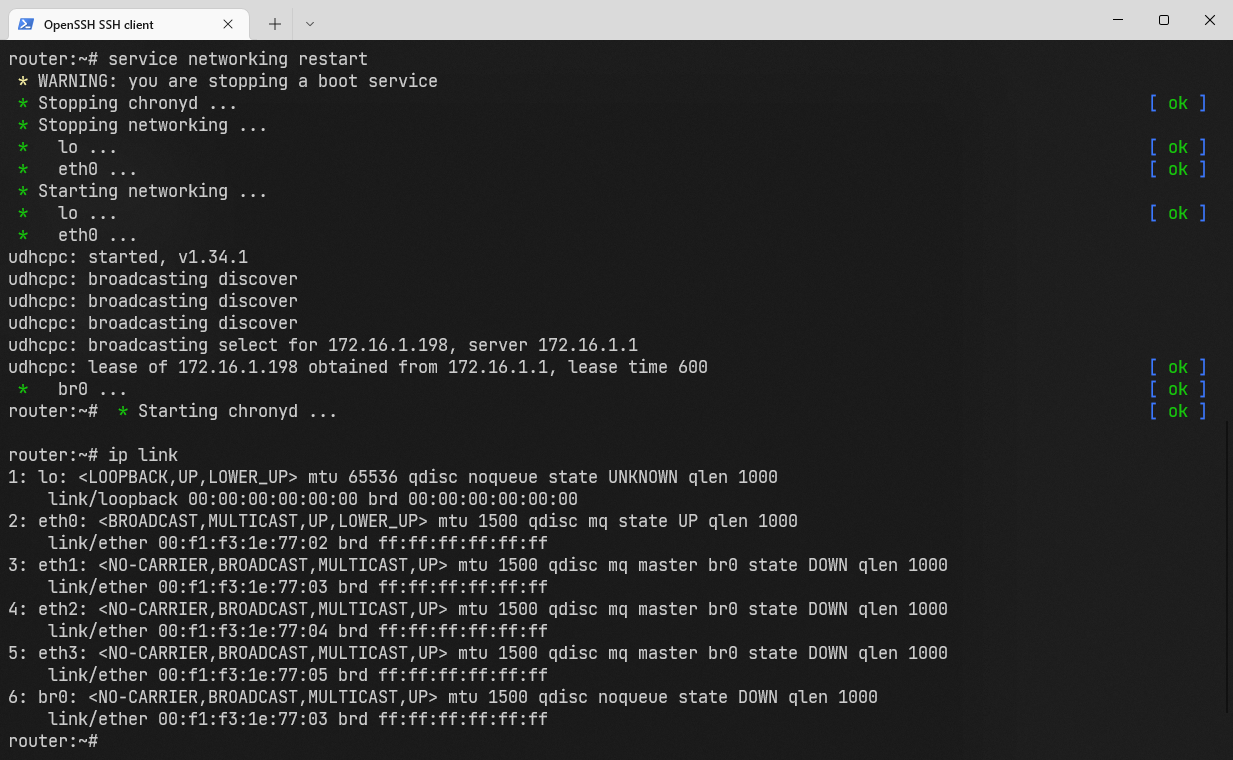 OpenSSH SSH client
router:~# service networking restart
* WARNING: you are stopping a boot service
* Stopping chronyd ... [ ok ]
* Stopping networking ...
*   lo ... [ ok ]
*   eth0 ... [ ok ]
* Starting networking ...
*   lo ... [ ok ]
*   eth0 ...
udhcpc: started, v1.34.1
udhcpc: broadcasting discover
udhcpc: broadcasting discover
udhcpc: broadcasting discover
udhcpc: broadcasting select for 172.16.1.198, server 172.16.1.1
udhcpc: lease of 172.16.1.198 obtained from 172.16.1.1, lease time 600 [ ok ]
*   br0 ... [ ok ]
router:~#  * Starting chronyd ... [ ok ]
router:~# ip link
1: lo: <LOOPBACK,UP,LOWER_UP> mtu 65536 qdisc noqueue state UNKNOWN qlen 1000
link/loopback 00:00:00:00:00:00 brd 00:00:00:00:00:00
2: eth0: <BROADCAST,MULTICAST,UP,LOWER_UP> mtu 1500 qdisc mq state UP qlen 1000
link/ether 00:f1:f3:1e:77:02 brd ff:ff:ff:ff:ff:ff
3: eth1: <NO-CARRIER,BROADCAST,MULTICAST,UP> mtu 1500 qdisc mq master br0 state DOWN qlen 1000
link/ether 00:f1:f3:1e:77:03 brd ff:ff:ff:ff:ff:ff
4: eth2: <NO-CARRIER,BROADCAST,MULTICAST,UP> mtu 1500 qdisc mq master br0 state DOWN qlen 1000
link/ether 00:f1:f3:1e:77:04 brd ff:ff:ff:ff:ff:ff
5: eth3: <NO-CARRIER,BROADCAST,MULTICAST,UP> mtu 1500 qdisc mq master br0 state DOWN qlen 1000
link/ether 00:f1:f3:1e:77:05 brd ff:ff:ff:ff:ff:ff
6: br0: <NO-CARRIER,BROADCAST,MULTICAST,UP> mtu 1500 qdisc noqueue state DOWN qlen 1000
link/ether 00:f1:f3:1e:77:03 brd ff:ff:ff:ff:ff:ff
router:~#